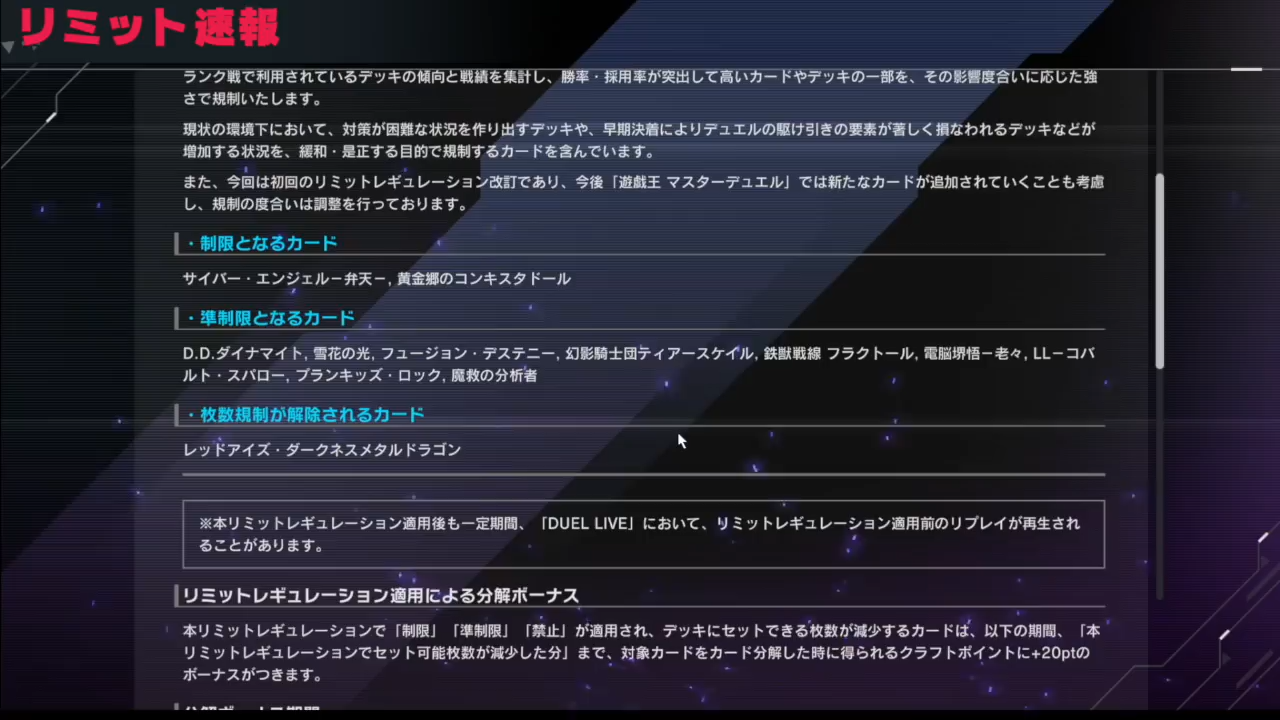 リミット速報
ランク戦で利用されているデッキの傾向と戦績を集計し、勝率・採用率が突出して高いカードやデッキの一部を、その影響度合いに応じた強
さで規制いたします。
現状の環境下において、対策が困難な状況を作り出すデッキや、早期決着によりデュエルの駆け引きの要素が著しく損なわれるデッキなどが
増加する状況を、緩和・是正する目的で規制するカードを含んでいます。
また、今回は初回のリミットレギュレーション改訂であり、今後「遊戯王 マスターデュエル」では新たなカードが追加されていくことも考慮
し、規制の度合いは調整を行っております。
・制限となるカード
サイバー・エンジェル－弁天－, 黄金郷のコンキスタドール
・準制限となるカード
D.D.ダイナマイト, 雪花の光, フュージョン・デステニー, 幻影騎士団ティアースケイル, 鉄獣戦線 フラクトール, 電脳堺悟－老々, LL－コバ
ルト・スパロー, プランキッズ・ロック, 魔救の分析者
・枚数規制が解除されるカード
レッドアイズ・ダークネスメタルドラゴン
※本リミットレギュレーション適用後も一定期間、「DUEL LIVE」において、リミットレギュレーション適用前のリプレイが再生され
ることがあります。
リミットレギュレーション適用による分解ボーナス
本リミットレギュレーションで「制限」「準制限」「禁止」が適用され、デッキにセットできる枚数が減少するカードは、以下の期間、「本
リミットレギュレーションでセット可能枚数が減少した分」まで、対象カードをカード分解した時に得られるクラフトポイントに+20ptの
ボーナスがつきます。